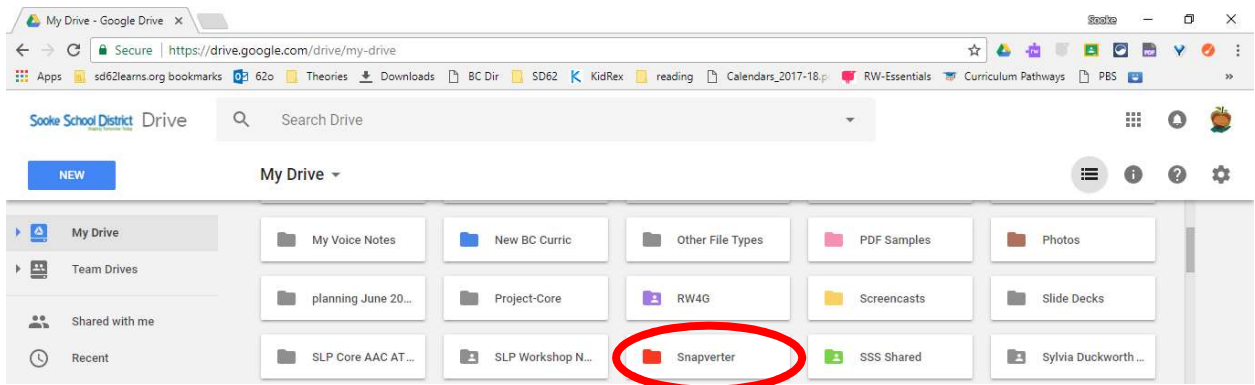 My Drive - Google Drive
Sooke
Secure | https://drive.google.com/drive/my-drive
Apps sd62learns.org bookmarks 62o Theories Downloads BC Dir SD62 KidRex reading Calendars_2017-18.p RW-Essentials Curriculum Pathways PBS
Sooke School District Drive Search Drive
NEW My Drive
My Drive My Voice Notes New BC Curric Other File Types PDF Samples Photos
Team Drives
planning June 20... Project-Core RW4G Screencasts Slide Decks
Shared with me
Recent SLP Core AAC AT... SLP Workshop N... Snapverter SSS Shared Sylvia Duckworth ...